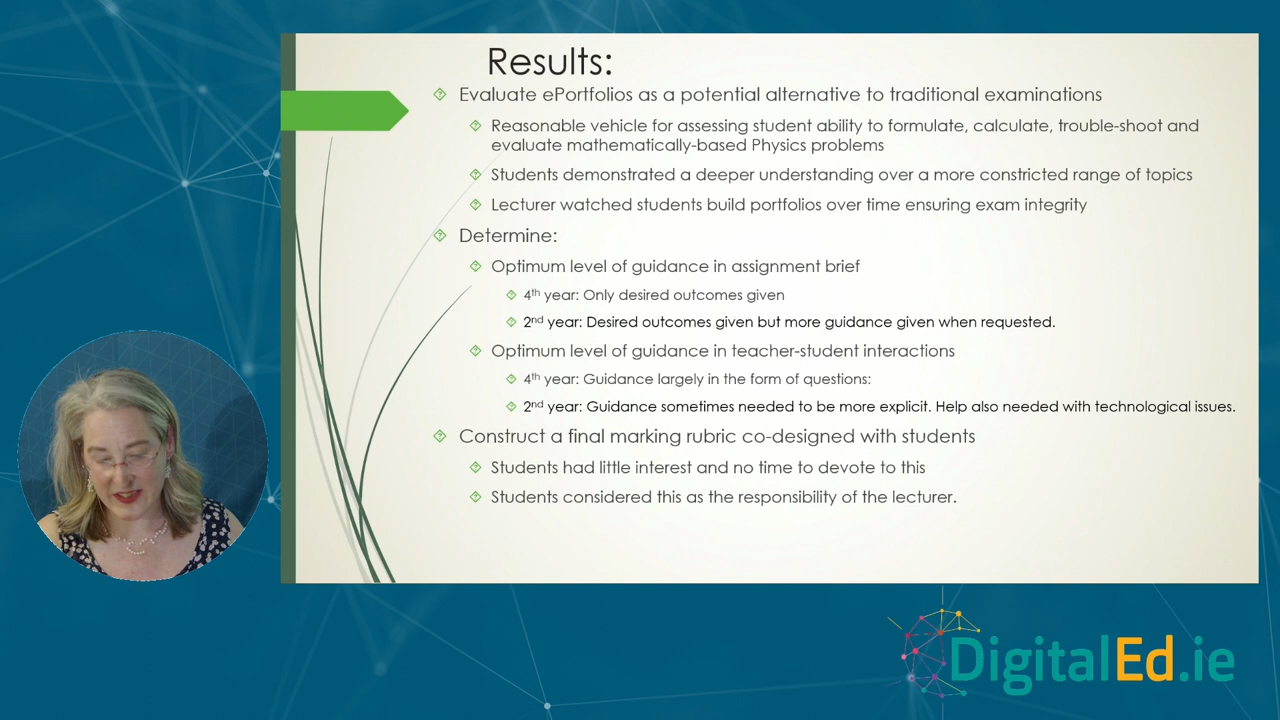 Results:
Evaluate ePortfolios as a potential alternative to traditional examinations
Reasonable vehicle for assessing student ability to formulate, calculate, trouble-shoot and
evaluate mathematically-based Physics problems
Students demonstrated a deeper understanding over a more constricted range of topics
Lecturer watched students build portfolios over time ensuring exam integrity
Determine:
Optimum level of guidance in assignment brief
4th year: Only desired outcomes given
2nd year: Desired outcomes given but more guidance given when requested.
Optimum level of guidance in teacher-student interactions
4th year: Guidance largely in the form of questions:
2nd year: Guidance sometimes needed to be more explicit. Help also needed with technological issues.
Construct a final marking rubric co-designed with students
Students had little interest and no time to devote to this
Students considered this as the responsibility of the lecturer.
DigitalEd.ie